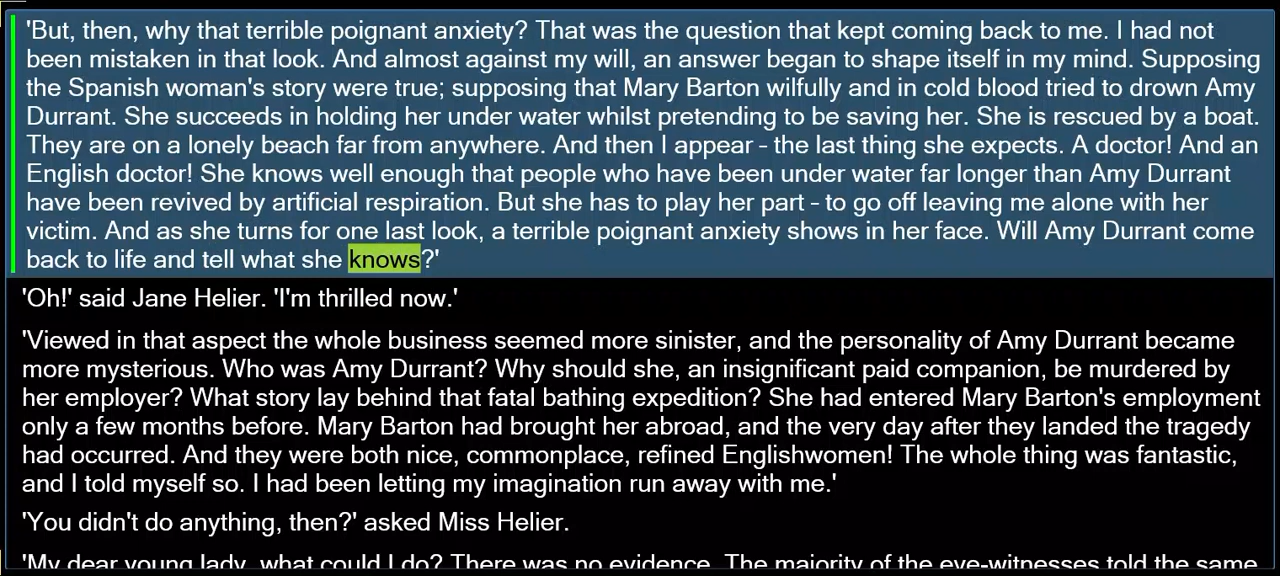 'But, then, why that terrible poignant anxiety? That was the question that kept coming back to me. I had not
been mistaken in that look. And almost against my will, an answer began to shape itself in my mind. Supposing
the Spanish woman's story were true; supposing that Mary Barton wilfully and in cold blood tried to drown Amy
Durrant. She succeeds in holding her under water whilst pretending to be saving her. She is rescued by a boat.
They are on a lonely beach far from anywhere. And then I appear – the last thing she expects. A doctor! And an
English doctor! She knows well enough that people who have been under water far longer than Amy Durrant
have been revived by artificial respiration. But she has to play her part – to go off leaving me alone with her
victim. And as she turns for one last look, a terrible poignant anxiety shows in her face. Will Amy Durrant come
back to life and tell what she knows?'
'Oh!' said Jane Helier. 'I'm thrilled now.'
'Viewed in that aspect the whole business seemed more sinister, and the personality of Amy Durrant became
more mysterious. Who was Amy Durrant? Why should she, an insignificant paid companion, be murdered by
her employer? What story lay behind that fatal bathing expedition? She had entered Mary Barton's employment
only a few months before. Mary Barton had brought her abroad, and the very day after they landed the tragedy
had occurred. And they were both nice, commonplace, refined Englishwomen! The whole thing was fantastic,
and I told myself so. I had been letting my imagination run away with me.'
'You didn't do anything, then?' asked Miss Helier.
'My dear young lady, what could I do? There was no evidence. The majority of the eye-witnesses told the same